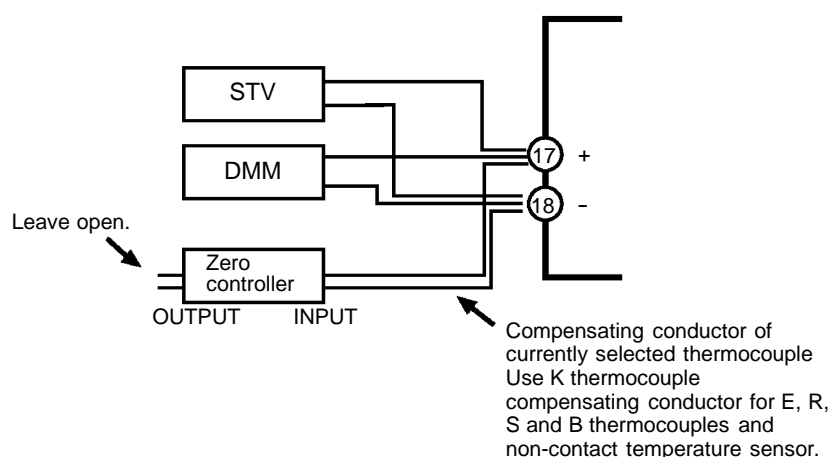 STV
DMM
17 +
18 -
Leave open.
Zero
controller
OUTPUT INPUT
Compensating conductor of
currently selected thermocouple
Use K thermocouple
compensating conductor for E, R,
S and B thermocouples and
non-contact temperature sensor.